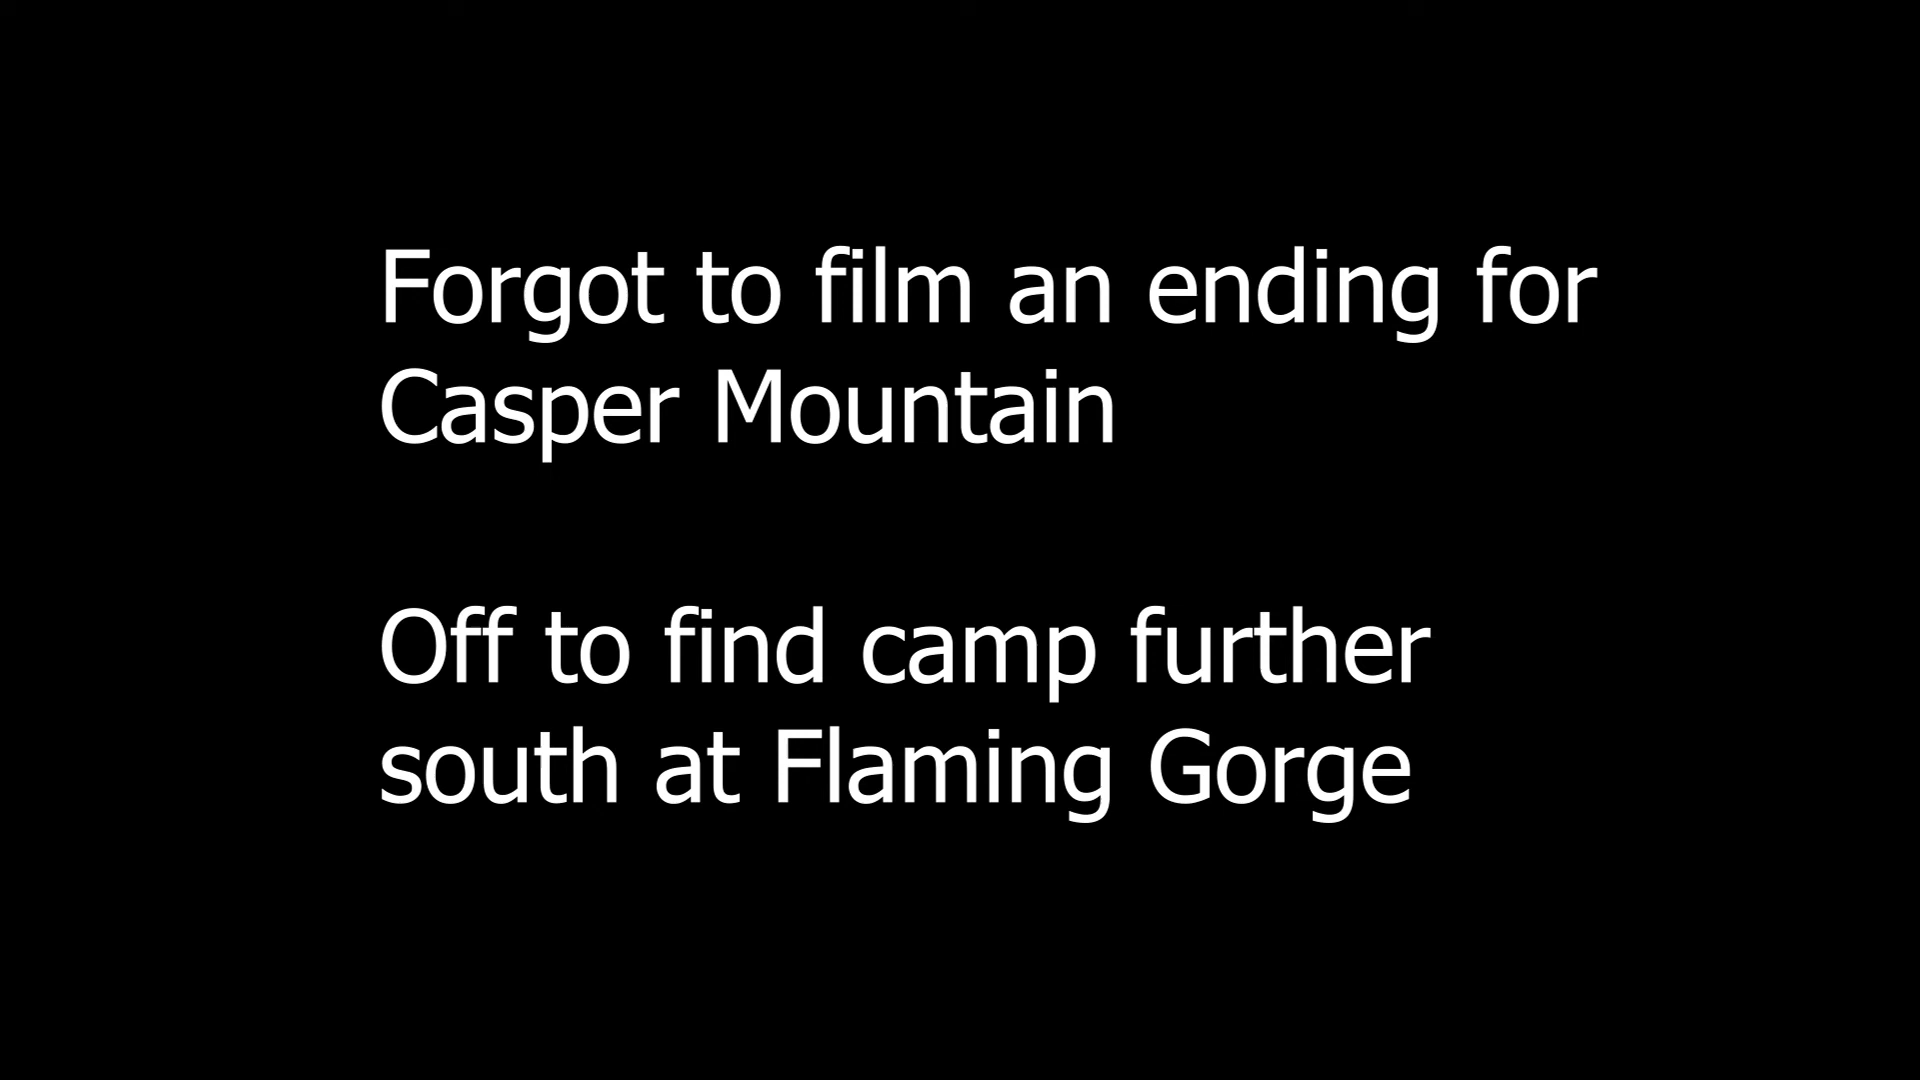 Forgot to film an ending for
Casper Mountain
Off to find camp further
south at Flaming Gorge